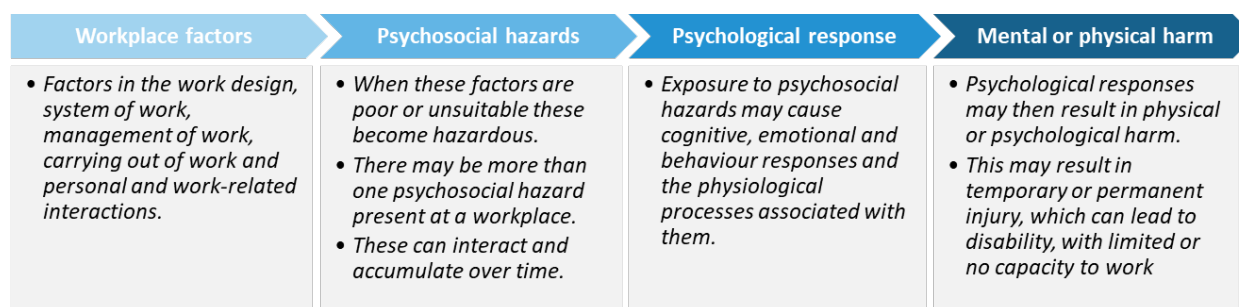 Workplace factors
• Factors in the work design,
system of work,
management of work,
carrying out of work and
personal and work-related
interactions.
Psychosocial hazards
• When these factors are
poor or unsuitable these
become hazardous.
• There may be more than
one psychosocial hazard
present at a workplace.
• These can interact and
accumulate over time.
Psychological response
• Exposure to psychosocial
hazards may cause
cognitive, emotional and
behaviour responses and
the physiological
processes associated with
them.
Mental or physical harm
• Psychological responses
may then result in physical
or psychological harm.
• This may result in
temporary or permanent
injury, which can lead to
disability, with limited or
no capacity to work